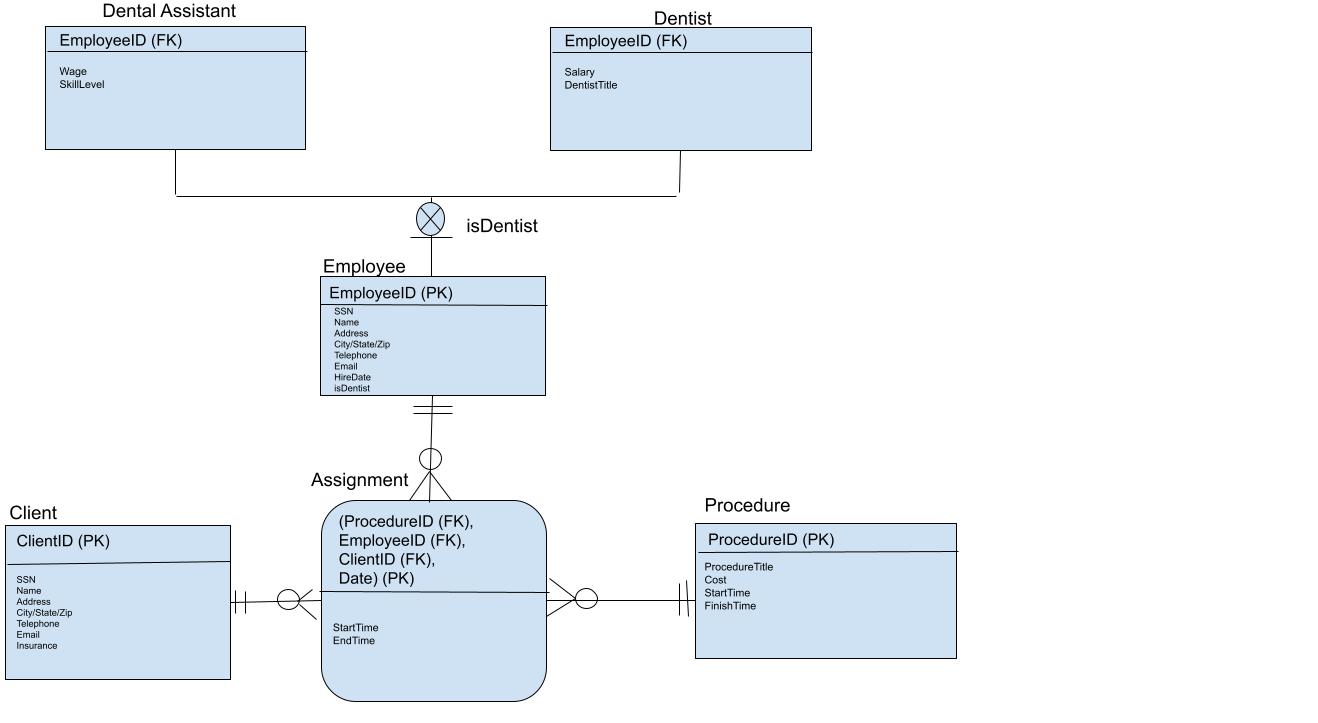 Dental Assistant
EmployeeID (FK)
Wage
SkillLevel
Dentist
EmployeeID (FK)
Salary
DentistTitle
isDentist
Employee
EmployeeID (PK)
SSN
Name
Address
City/State/Zip
Telephone
Email
HireDate
isDentist
Assignment
(ProcedureID (FK),
EmployeeID (FK),
ClientID (FK),
Date) (PK)
StartTime
EndTime
Client
ClientID (PK)
SSN
Name
Address
City/State/Zip
Telephone
Email
Insurance
Procedure
ProcedureID (PK)
ProcedureTitle
Cost
StartTime
FinishTime